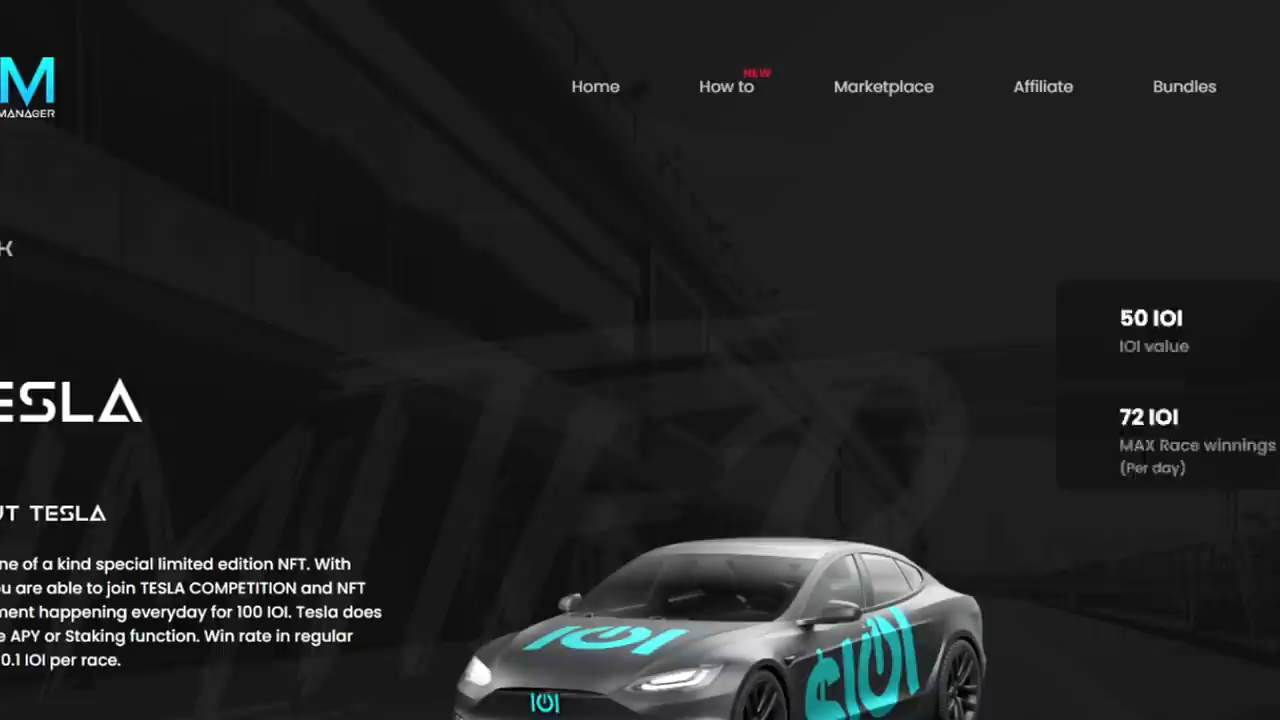 M
MANAGER
Home
How to
NEW
Marketplace
Affiliate
Bundles
K
50 IOI
IOI value
72 IOI
MAX Race winnings
(Per day)
ESLA
UT TESLA
ne of a kind special limited edition NFT. With
ou are able to join TESLA COMPETITION and NFT
ment happening everyday for 100 IOI. Tesla does
e APY or Staking function. Win rate in regular
0.1 IOI per race.
IOI
$IOI
IOI